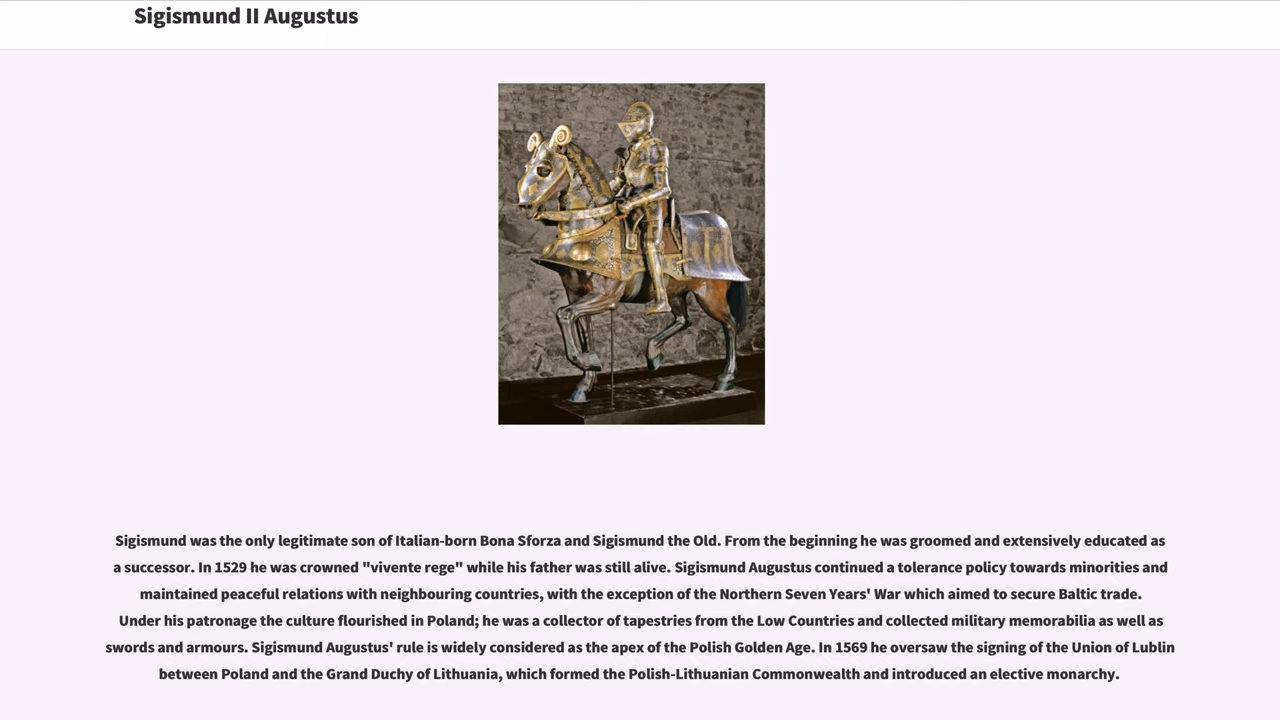 Sigismund II Augustus
Sigismund was the only legitimate son of Italian-born Bona Sforza and Sigismund the Old. From the beginning he was groomed and extensively educated as
a successor. In 1529 he was crowned "vivente rege" while his father was still alive. Sigismund Augustus continued a tolerance policy towards minorities and
maintained peaceful relations with neighbouring countries, with the exception of the Northern Seven Years' War which aimed to secure Baltic trade.
Under his patronage the culture flourished in Poland; he was a collector of tapestries from the Low Countries and collected military memorabilia as well as
swords and armours. Sigismund Augustus' rule is widely considered as the apex of the Polish Golden Age. In 1569 he oversaw the signing of the Union of Lublin
between Poland and the Grand Duchy of Lithuania, which formed the Polish-Lithuanian Commonwealth and introduced an elective monarchy.